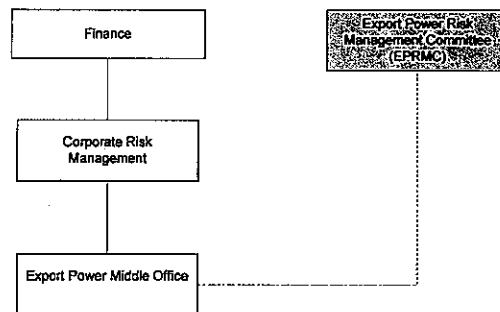 Finance
Export Power Risk
Management Committee
(EPRMC)
Corporate Risk
Management
Export Power Middle Office